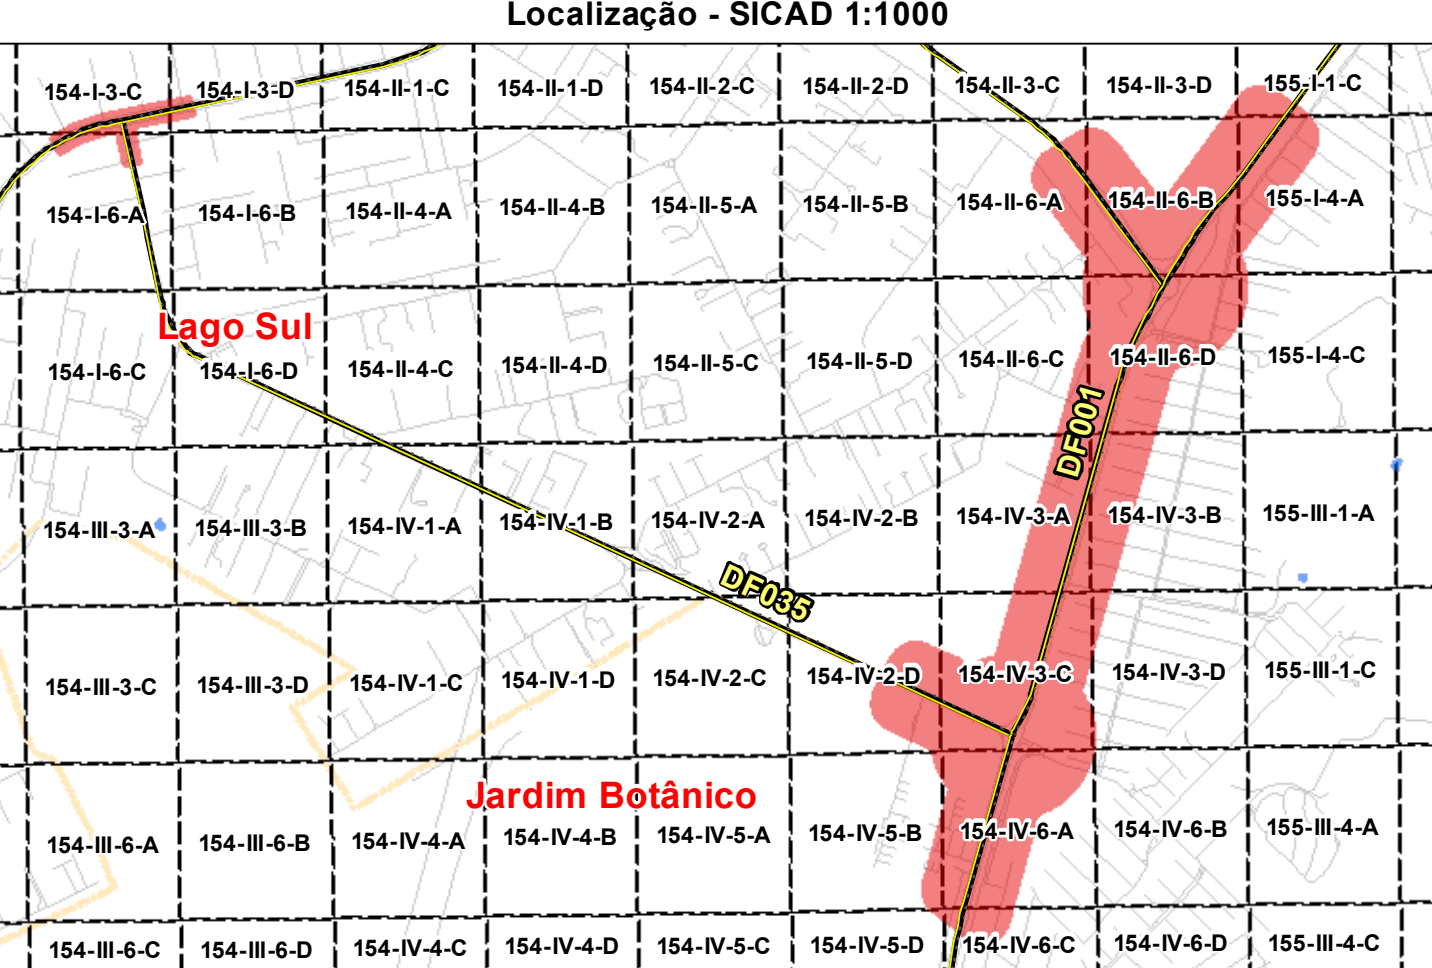 Localização - SICAD 1:1000
154-I-3-C 154-I-3-D 154-II-1-C 154-II-1-D 154-II-2-C 154-II-2-D 154-II-3-C 154-II-3-D 155-I-1-C
154-I-6-A 154-I-6-B 154-II-4-A 154-II-4-B 154-II-5-A 154-II-5-B 154-II-6-A 154-II-6-B 155-I-4-A
Lago Sul
154-I-6-C 154-I-6-D 154-II-4-C 154-II-4-D 154-II-5-C 154-II-5-D 154-II-6-C 154-II-6-D 155-I-4-C
DF001
154-III-3-A 154-III-3-B 154-IV-1-A 154-IV-1-B 154-IV-2-A 154-IV-2-B 154-IV-3-A 154-IV-3-B 155-III-1-A
DF035
154-III-3-C 154-III-3-D 154-IV-1-C 154-IV-1-D 154-IV-2-C 154-IV-2-D 154-IV-3-C 154-IV-3-D 155-III-1-C
Jardim Botânico
154-III-6-A 154-III-6-B 154-IV-4-A 154-IV-4-B 154-IV-5-A 154-IV-5-B 154-IV-6-A 154-IV-6-B 155-III-4-A
154-III-6-C 154-III-6-D 154-IV-4-C 154-IV-4-D 154-IV-5-C 154-IV-5-D 154-IV-6-C 154-IV-6-D 155-III-4-C